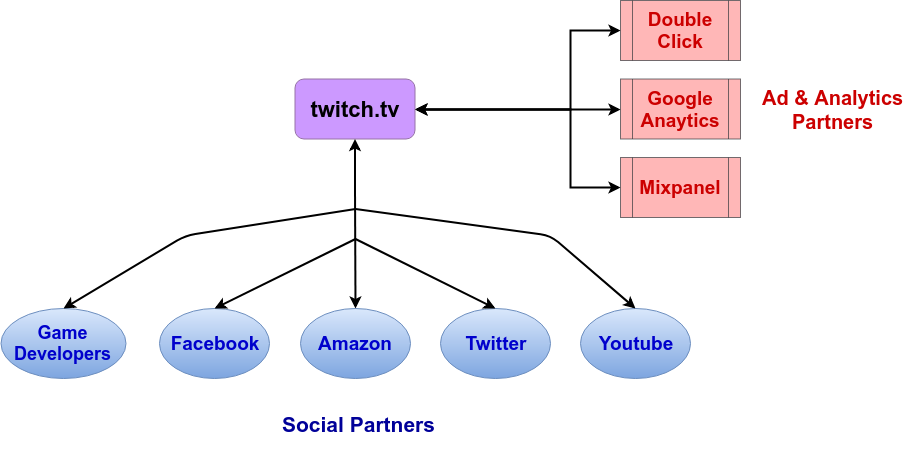 Double
Click
twitch.tv
Google
Anaytics
Ad & Analytics
Partners
Mixpanel
Game
Developers
Facebook
Amazon
Twitter
Youtube
Social Partners